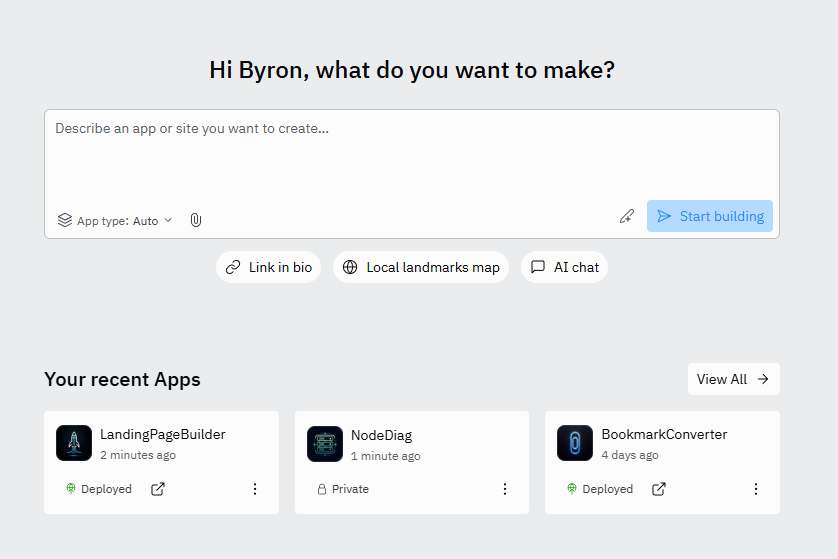 Hi Byron, what do you want to make?
Describe an app or site you want to create...
App type: Auto
Start building
Link in bio
Local landmarks map
AI chat
Your recent Apps
View All
LandingPageBuilder
2 minutes ago
Deployed
NodeDiag
1 minute ago
Private
BookmarkConverter
4 days ago
Deployed